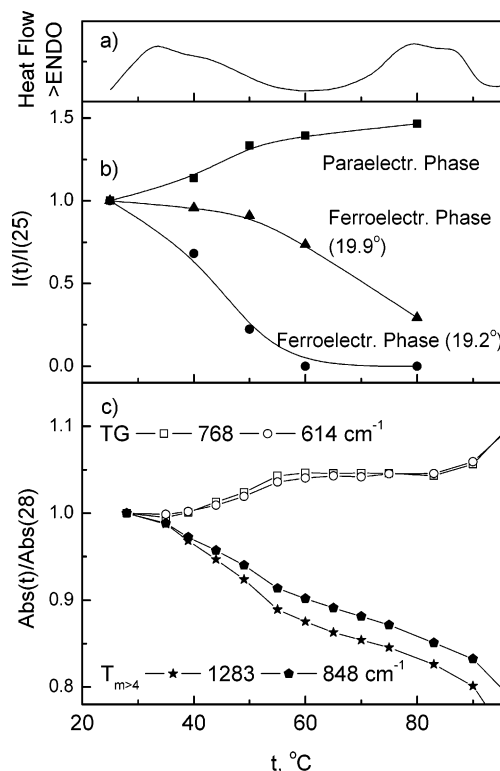 a)
Heat Flow
>ENDO
1.5
1.0
0.5
0.0
I(t)/I(25)
b)
Paraelectr. Phase
Ferroelectr. Phase
(19.9°)
Ferroelectr. Phase (19.2°)
c)
TG 768 614 cm⁻¹
1.1
1.0
0.9
0.8
Abs(t)/Abs(28)
Tm>4 1283 848 cm⁻¹
20 40 60 80
t. °C